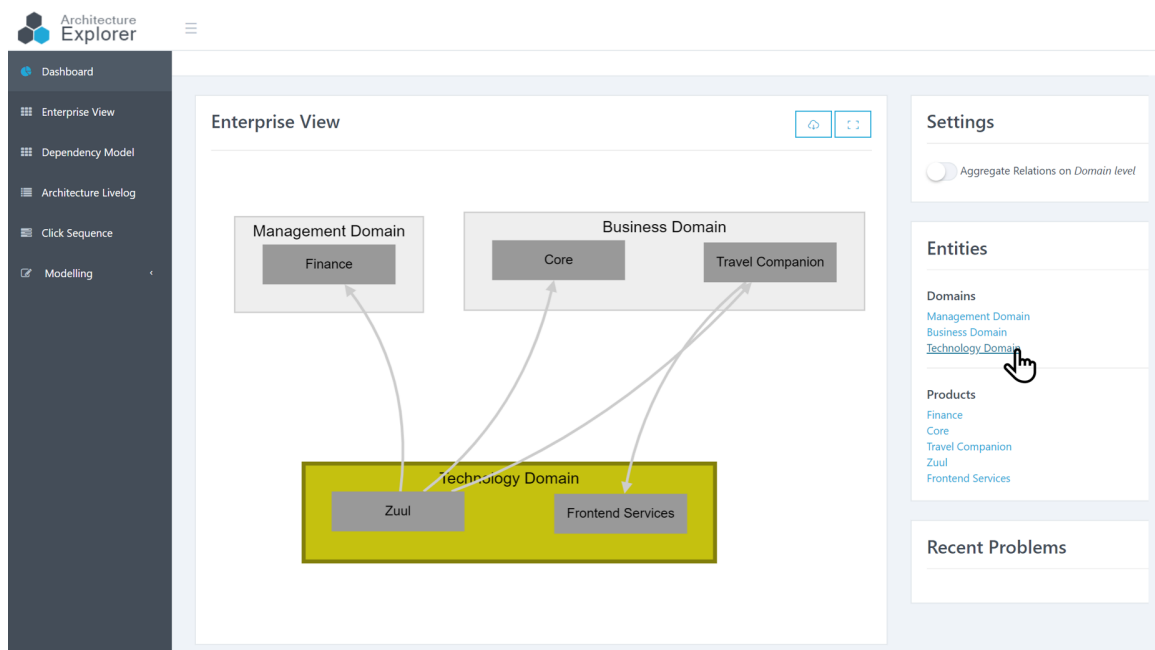 Architecture
Explorer
Dashboard
Enterprise View
Dependency Model
Architecture Livelog
Click Sequence
Modelling
Enterprise View
Management Domain
Finance
Business Domain
Core
Travel Companion
Technology Domain
Zuul
Frontend Services
Settings
Aggregate Relations on Domain level
Entities
Domains
Management Domain
Business Domain
Technology Domain
Products
Finance
Core
Travel Companion
Zuul
Frontend Services
Recent Problems